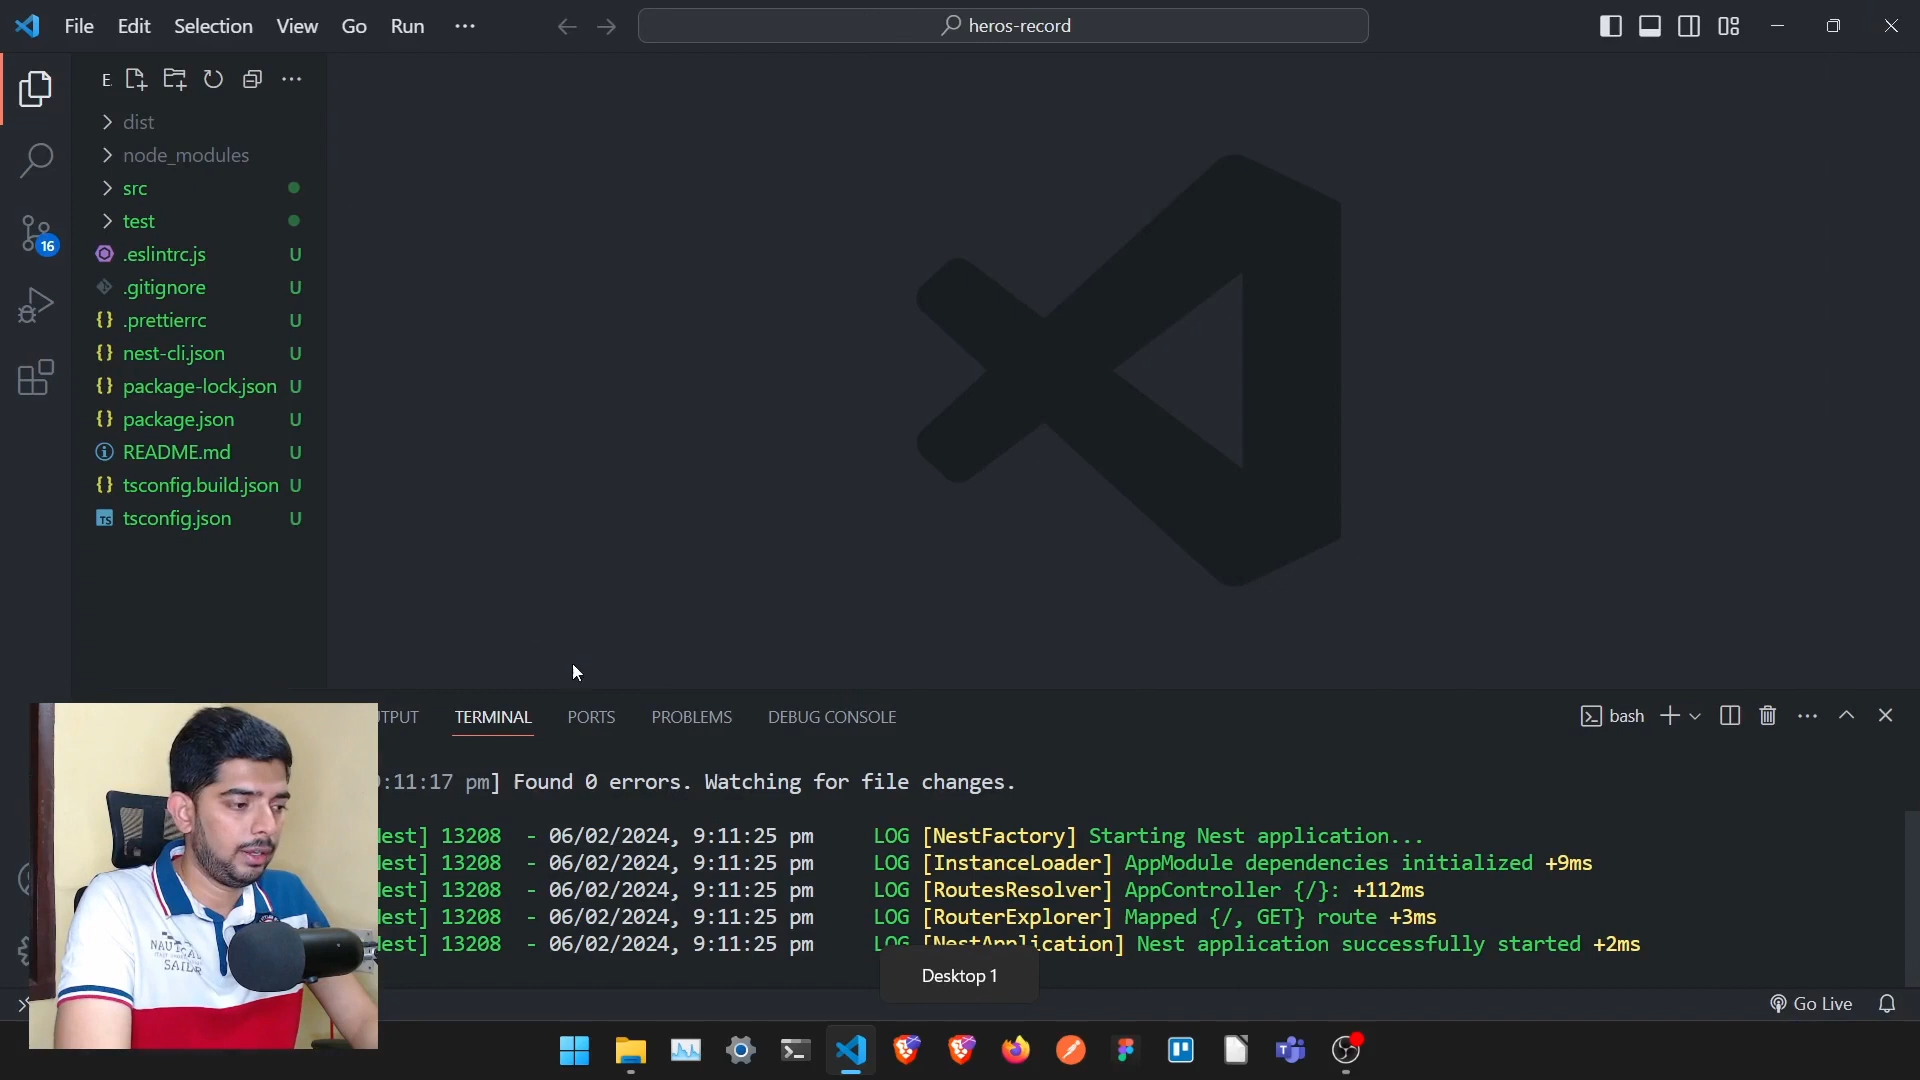 File Edit Selection View Go Run ···
heros-record
E
dist
node_modules
src
test
.eslintrc.js U
.gitignore U
.prettierrc U
nest-cli.json U
package-lock.json U
package.json U
README.md U
tsconfig.build.json U
TS tsconfig.json U
16
TPUT TERMINAL PORTS PROBLEMS DEBUG CONSOLE
bash
:11:17 pm] Found 0 errors. Watching for file changes.
est] 13208 - 06/02/2024, 9:11:25 pm LOG [NestFactory] Starting Nest application...
est] 13208 - 06/02/2024, 9:11:25 pm LOG [InstanceLoader] AppModule dependencies initialized +9ms
est] 13208 - 06/02/2024, 9:11:25 pm LOG [RoutesResolver] AppController {/}: +112ms
est] 13208 - 06/02/2024, 9:11:25 pm LOG [RouterExplorer] Mapped {/, GET} route +3ms
est] 13208 - 06/02/2024, 9:11:25 pm LOG [NestApplication] Nest application successfully started +2ms
Desktop 1
Go Live